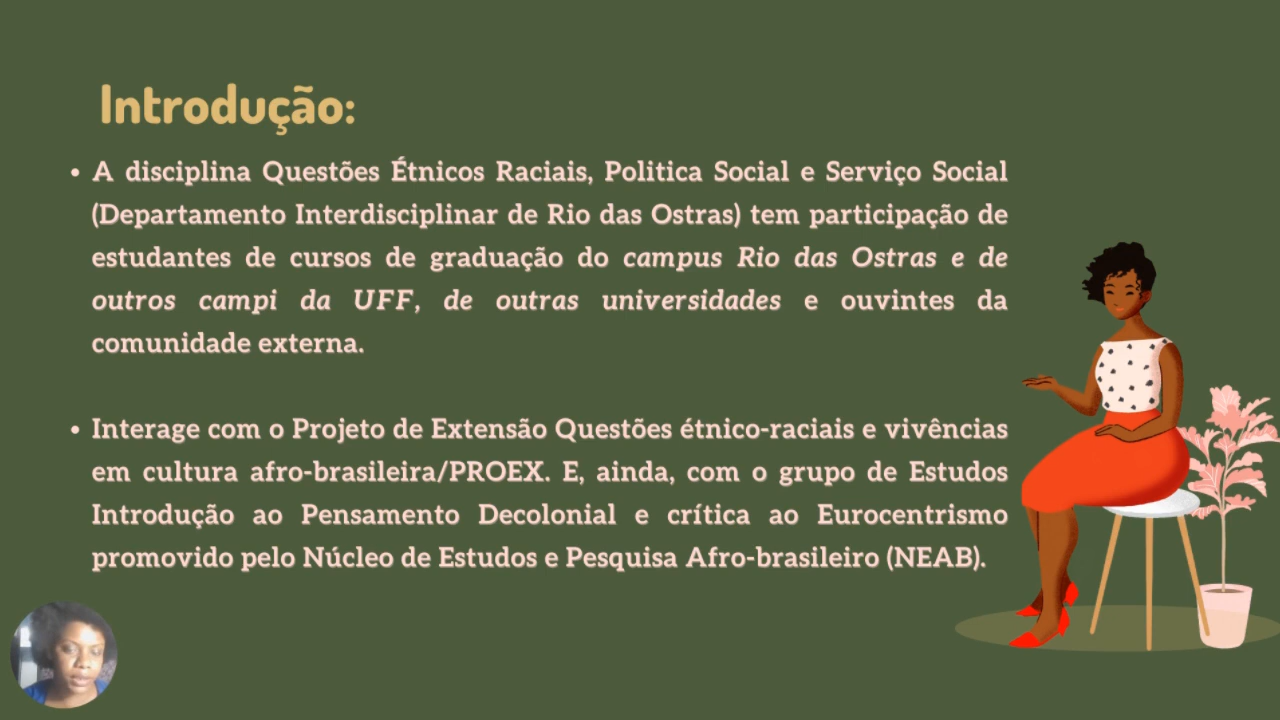 Introdução:
• A disciplina Questões Étnicos Raciais, Politica Social e Serviço Social
(Departamento Interdisciplinar de Rio das Ostras) tem participação de
estudantes de cursos de graduação do campus Rio das Ostras e de
outros campi da UFF, de outras universidades e ouvintes da
comunidade externa.
• Interage com o Projeto de Extensão Questões étnico-raciais e vivências
em cultura afro-brasileira/PROEX. E, ainda, com o grupo de Estudos
Introdução ao Pensamento Decolonial e crítica ao Eurocentrismo
promovido pelo Núcleo de Estudos e Pesquisa Afro-brasileiro (NEAB).